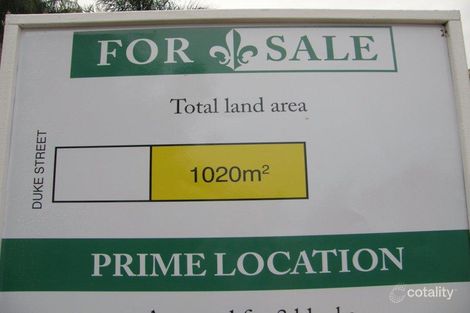 FOR SALE
Total land area
DUKE STREET
1020m²
PRIME LOCATION
cotality